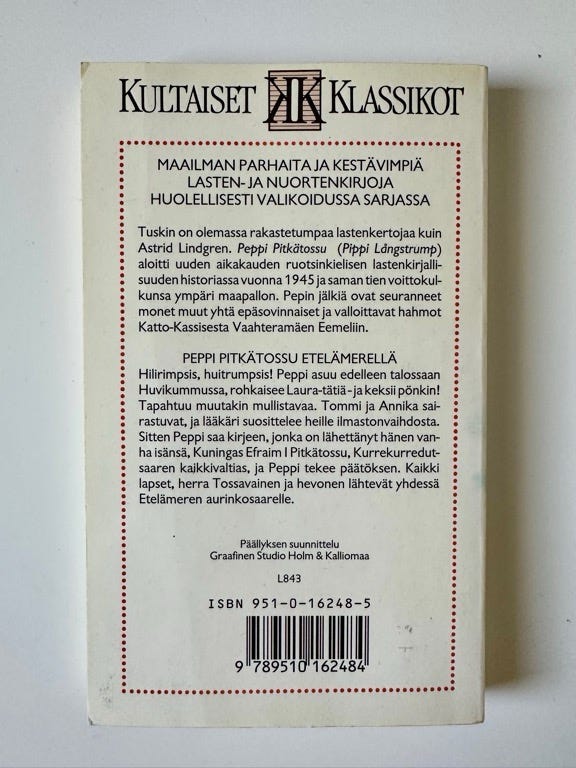 KULTAISET KK KLASSIKOT
MAAILMAN PARHAITA JA KESTÄVIMPIÄ
LASTEN- JA NUORTENKIRJOJA
HUOLELLISESTI VALIKOIDUSSA SARJASSA
Tuskin on olemassa rakastetumpaa lastenkertojaa kuin
Astrid Lindgren. Peppi Pitkätossu (Pippi Långstrump)
aloitti uuden aikakauden ruotsinkielisen lastenkirjalli-
suuden historiassa vuonna 1945 ja saman tien voittokul-
kunsa ympäri maapallon. Pepin jälkiä ovat seuranneet
monet muut yhtä epäsovinnaiset ja valloittavat hahmot
Katto-Kassisesta Vaahteramäen Eemeliin.
PEPPI PITKÄTOSSU ETELÄMERELLÄ
Hilirimpsis, huitrumpsis! Peppi asuu edelleen talossaan
Huvikummussa, rohkaisee Laura-tätiä - ja keksii pönkin!
Tapahtuu muutakin mullistavaa. Tommi ja Annika sai-
rastuvat, ja lääkäri suosittelee heille ilmastonvaihdosta.
Sitten Peppi saa kirjeen, jonka on lähettänyt hänen van-
ha isänsä, Kuningas Efraim I Pitkätossu, Kurrekurredut-
saaren kaikkivaltias, ja Peppi tekee päätöksen. Kaikki
lapset, herra Tossavainen ja hevonen lähtevät yhdessä
Etelämeren aurinkosaarelle.
Päällyksen suunnittelu
Graafinen Studio Holm & Kalliomaa
L843
ISBN 951-0-16248-5
9 789510 162484